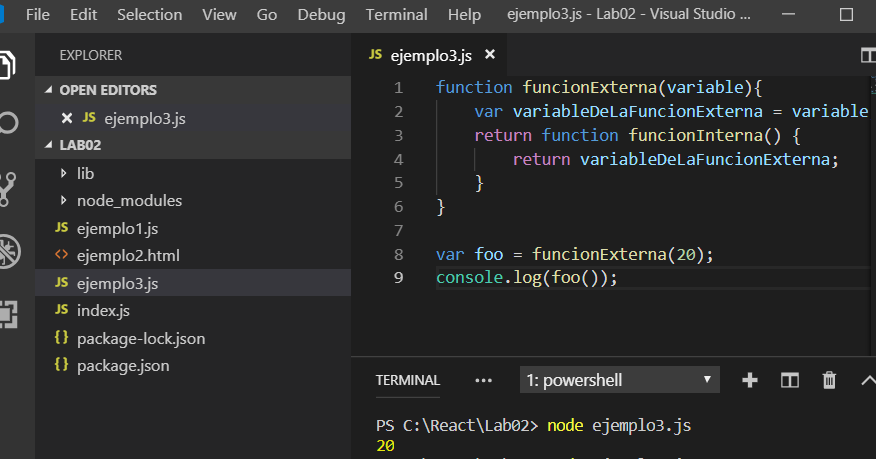 File Edit Selection View Go Debug Terminal Help ejemplo3.js - Lab02 - Visual Studio ...
EXPLORER
OPEN EDITORS
JS ejemplo3.js
LAB02
lib
node_modules
JS ejemplo1.js
<> ejemplo2.html
JS ejemplo3.js
JS index.js
{} package-lock.json
{} package.json
JS ejemplo3.js ×
1 function funcionExterna(variable){
2 var variableDeLaFuncionExterna = variable
3 return function funcionInterna() {
4 return variableDeLaFuncionExterna;
5 }
6 }
7
8 var foo = funcionExterna(20);
9 console.log(foo());
TERMINAL ... 1: powershell
PS C:\React\Lab02> node ejemplo3.js
20